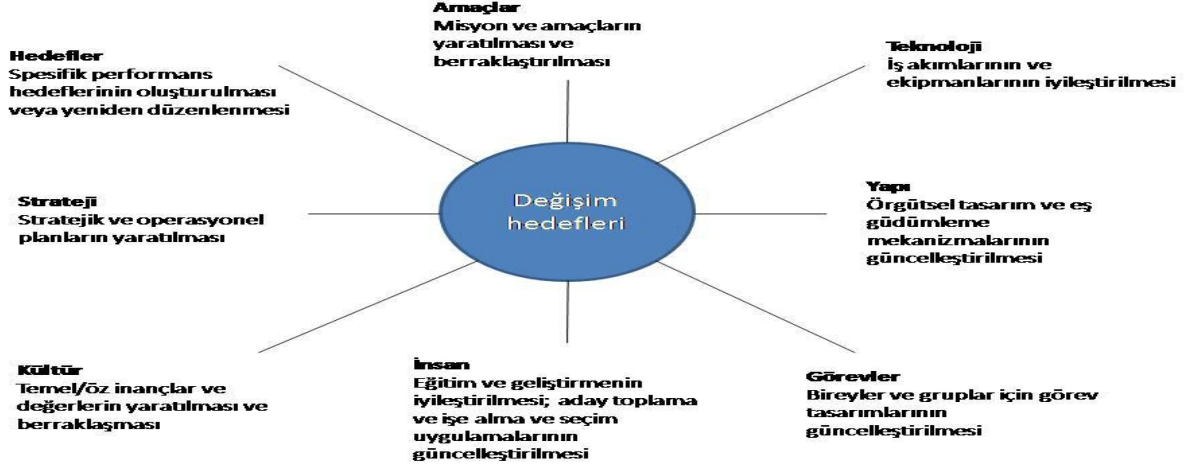 Amaçlar
Misyon ve amaçların
yaratılması ve
berraklaştırılması
Teknoloji
İş akımlarının ve
ekipmanlarının iyileştirilmesi
Yapı
Örgütsel tasarım ve eş
güdümleme
mekanizmalarının
güncelleştirilmesi
Görevler
Bireyler ve gruplar için görev
tasarımlarının
güncelleştirilmesi
İnsan
Eğitim ve geliştirmenin
iyileştirilmesi; aday toplama
ve işe alma ve seçim
uygulamalarının
güncelleştirilmesi
Kültür
Temel/öz inançlar ve
değerlerin yaratılması ve
berraklaşması
Strateji
Stratejik ve operasyonel
planların yaratılması
Hedefler
Spesifik performans
hedeflerinin oluşturulması
veya yeniden düzenlenmesi
Değişim
hedefleri